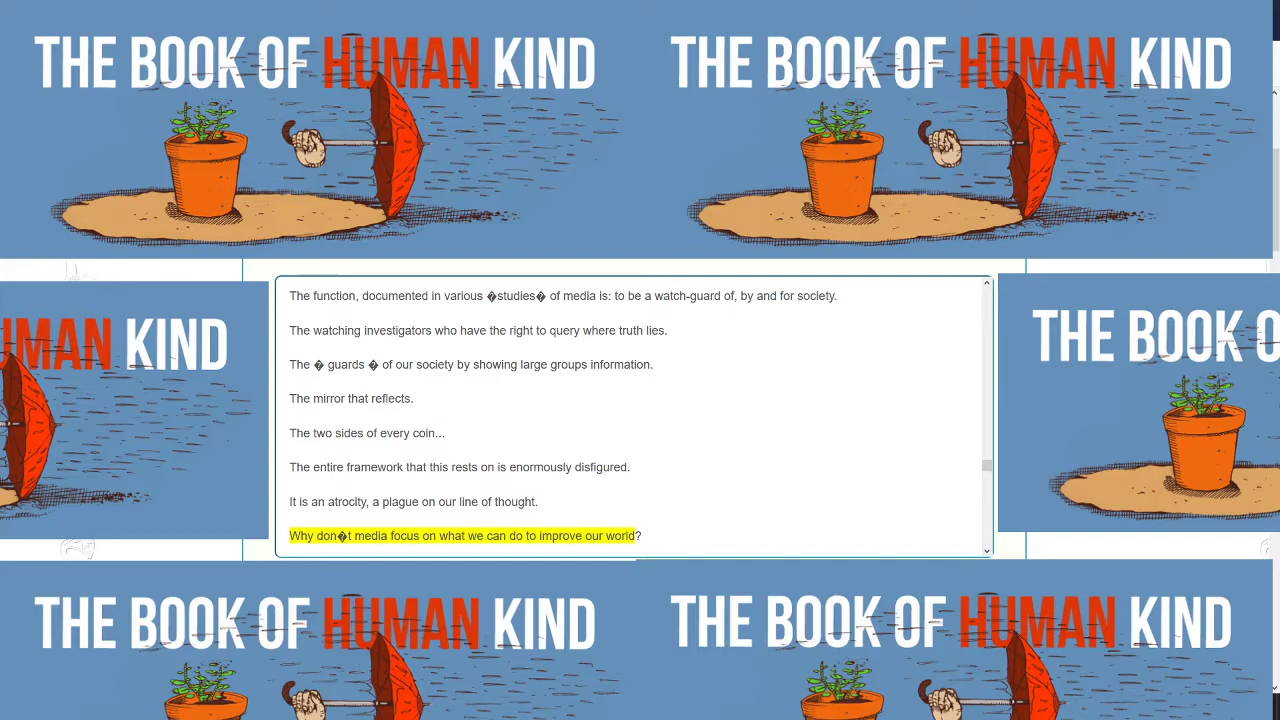 THE BOOK OF HUMAN KIND
THE BOOK OF HUMAN KIND
The function, documented in various �studies� of media is: to be a watch-guard of, by and for society.
The watching investigators who have the right to query where truth lies.
The � guards � of our society by showing large groups information.
The mirror that reflects.
The two sides of every coin...
The entire framework that this rests on is enormously disfigured.
It is an atrocity, a plague on our line of thought.
Why don�t media focus on what we can do to improve our world?
UMAN KIND
THE BOOK O
THE BOOK OF HUMAN KIND
THE BOOK OF HUMAN KIND